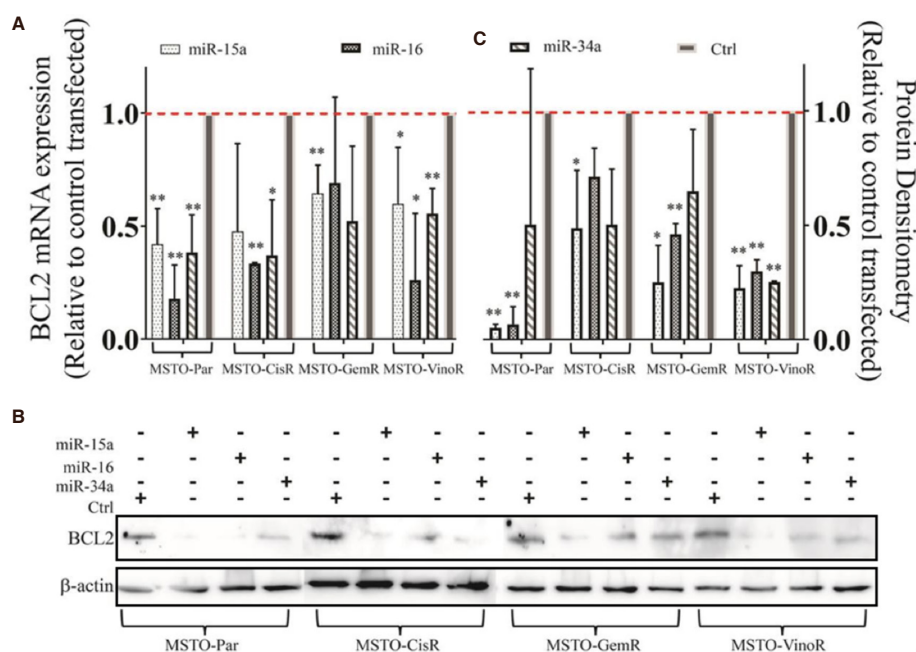 A
C
miR-15a
miR-16
miR-34a
Ctrl
BCL2 mRNA expression
(Relative to control transfected)
1.0
0.5
0.0
** ** **
** *
**
* * **
MSTO-Par MSTO-CisR MSTO-GemR MSTO-VinoR
** **
*
* **
** ** **
MSTO-Par MSTO-CisR MSTO-GemR MSTO-VinoR
1.0
0.5
0.0
Protein Densitometry
(Relative to control transfected)
B
miR-15a - + - - - + - - - + - - - + - -
miR-16 - - + - - - + - - - + - - - + -
miR-34a - - - + - - - + - - - + - - - +
Ctrl + - - - + - - - + - - - + - - -
BCL2
β-actin
MSTO-Par MSTO-CisR MSTO-GemR MSTO-VinoR